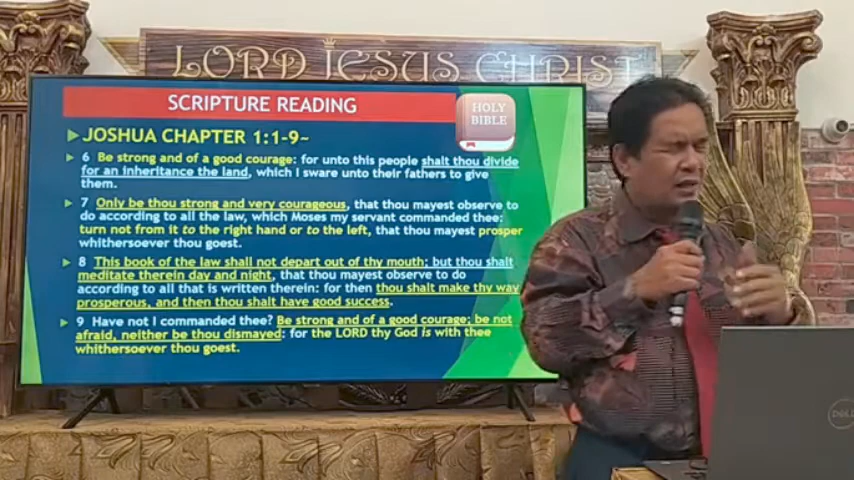 LORD JESUS CHRIST
SCRIPTURE READING
HOLY
BIBLE
JOSHUA CHAPTER 1:1-9~
6 Be strong and of a good courage: for unto this people shalt thou divide
for an inheritance the land, which I sware unto their fathers to give
them.
7 Only be thou strong and very courageous, that thou mayest observe to
do according to all the law, which Moses my servant commanded thee:
turn not from it to the right hand or to the left, that thou mayest prosper
whithersoever thou goest.
8 This book of the law shall not depart out of thy mouth; but thou shalt
meditate therein day and night, that thou mayest observe to do
according to all that is written therein: for then thou shalt make thy way
prosperous, and then thou shalt have good success.
9 Have not I commanded thee? Be strong and of a good courage; be not
afraid, neither be thou dismayed: for the LORD thy God is with thee
whithersoever thou goest.
DELL